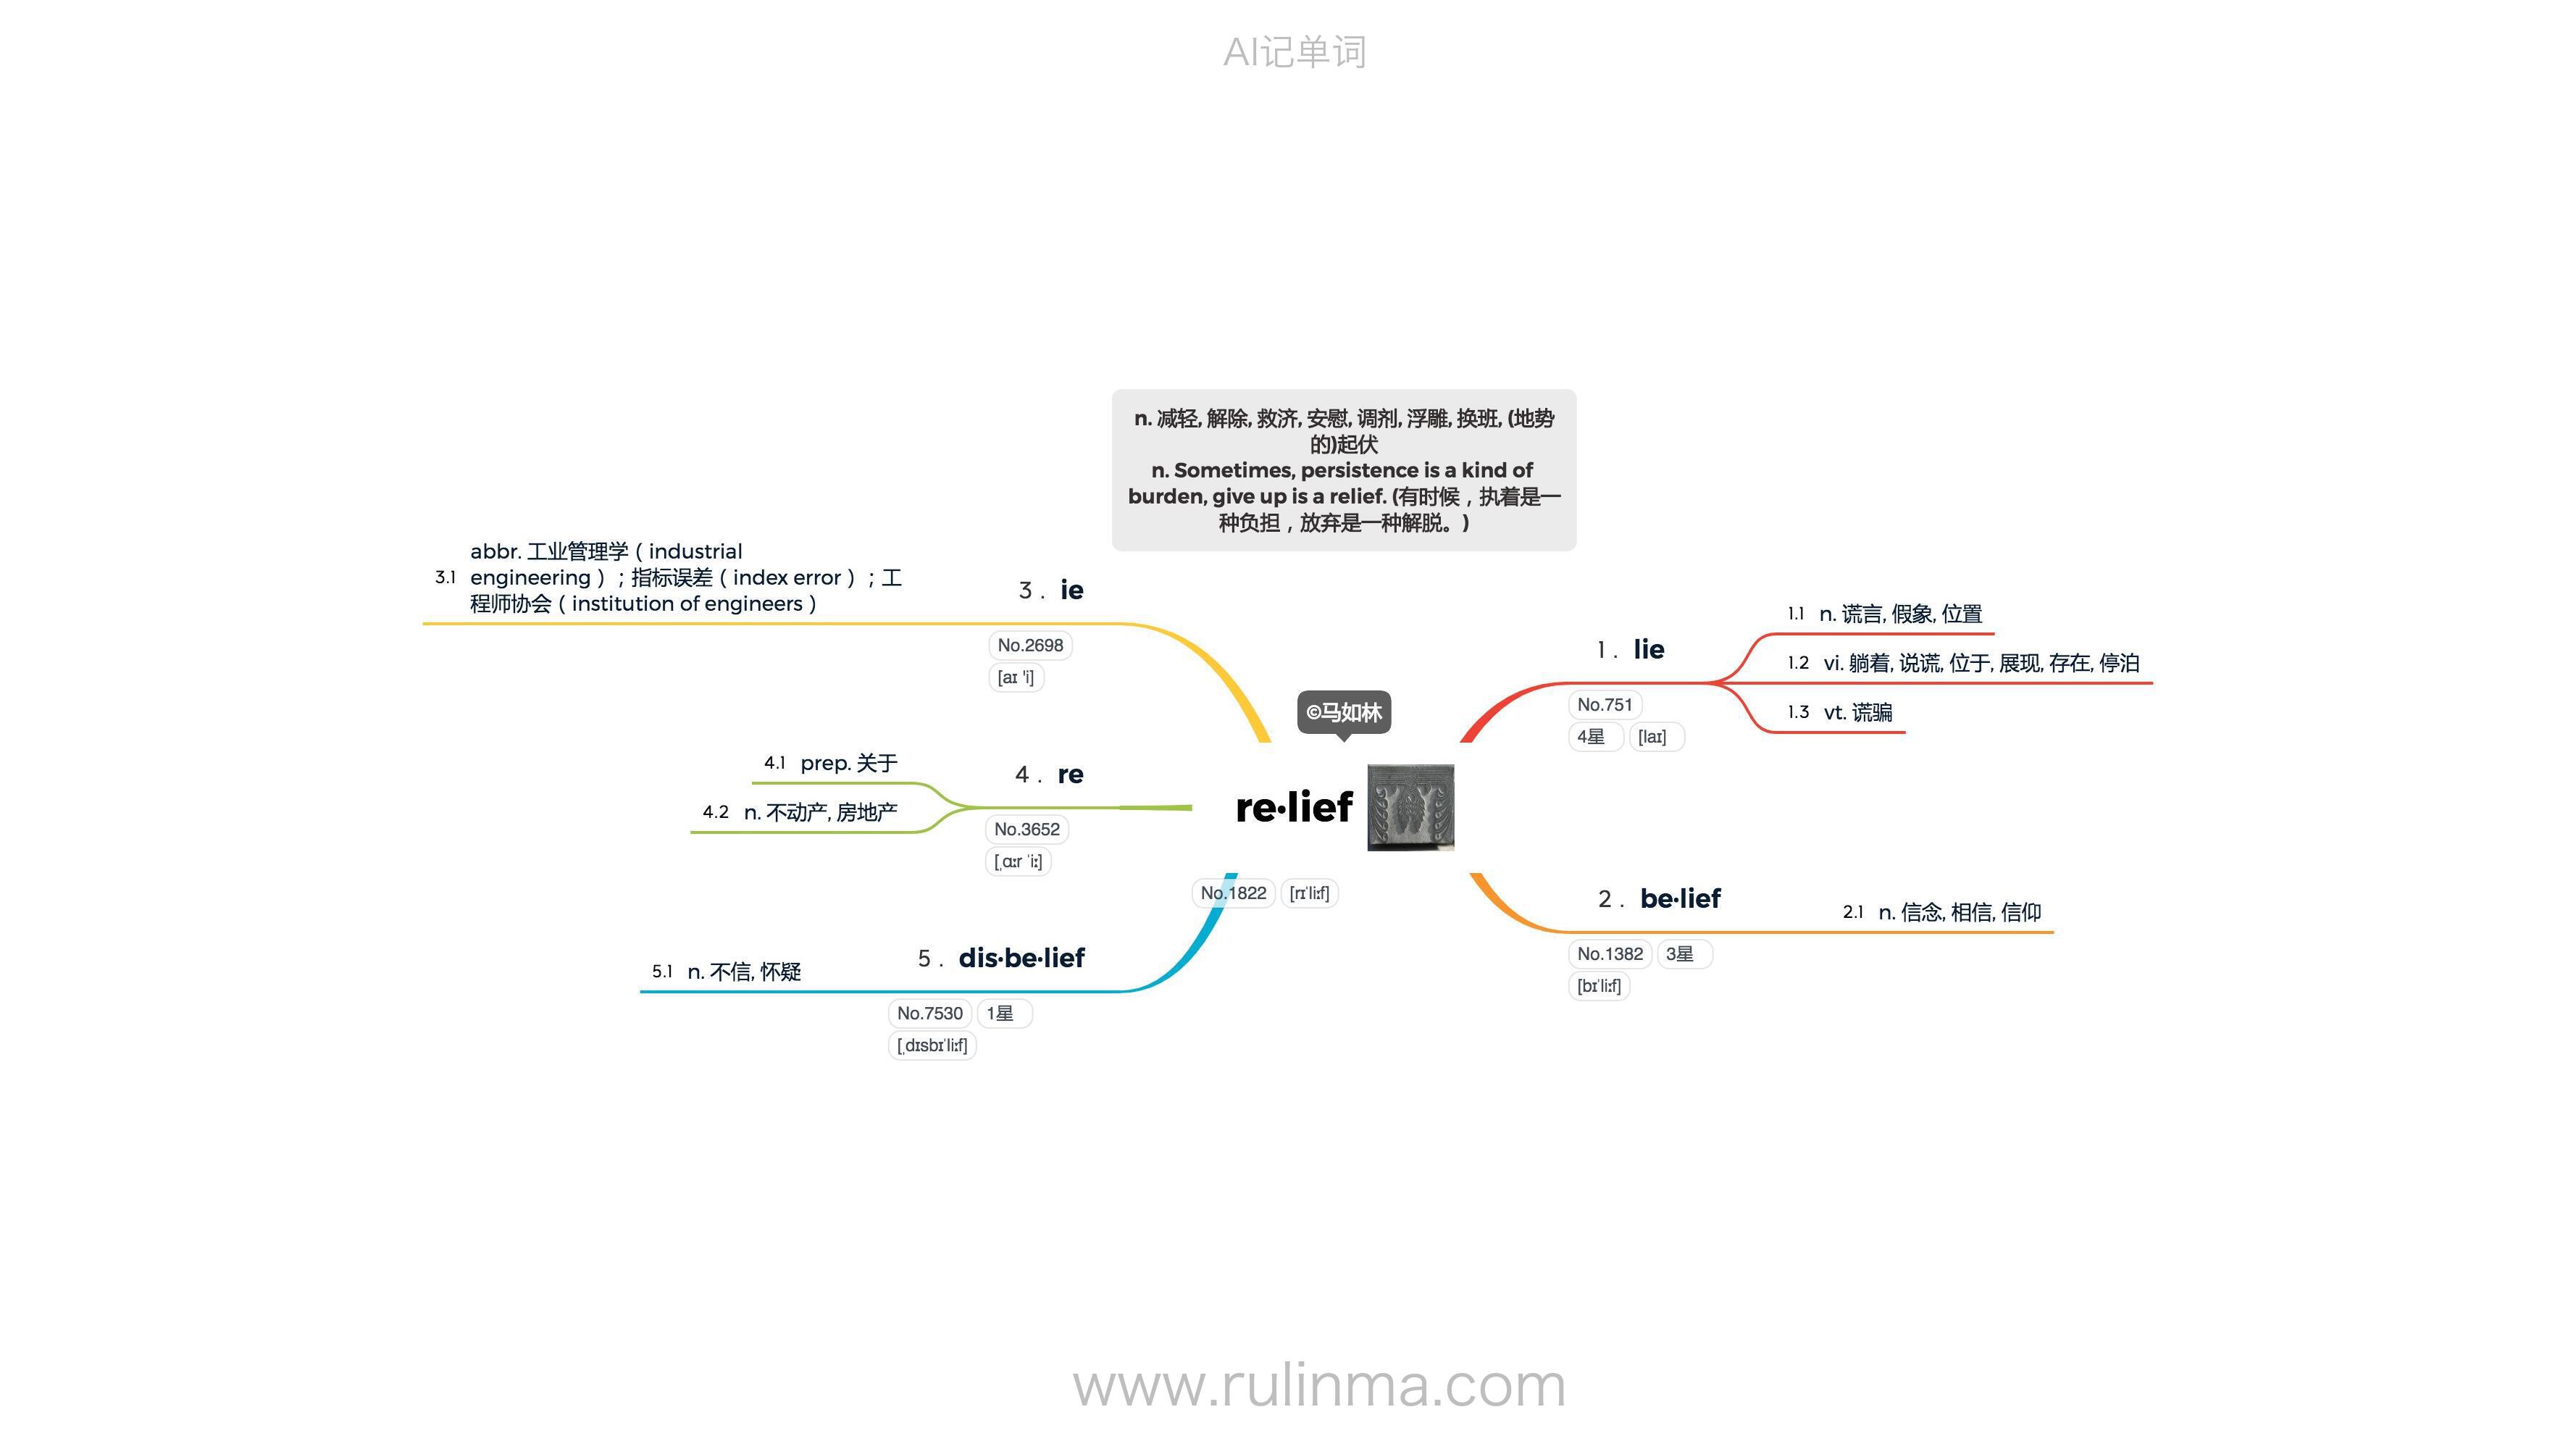 AI记单词
n. 减轻, 解除, 救济, 安慰, 调剂, 浮雕, 换班, (地势
的)起伏
n. Sometimes, persistence is a kind of
burden, give up is a relief. (有时候，执着是一
种负担，放弃是一种解脱。)
©马如林
re·lief
No.1822 [rɪˈliːf]
1. lie
No.751
4星 [laɪ]
1.1 n. 谎言, 假象, 位置
1.2 vi. 躺着, 说谎, 位于, 展现, 存在, 停泊
1.3 vt. 谎骗
2. be·lief
No.1382 3星
[bɪˈliːf]
2.1 n. 信念, 相信, 信仰
3. ie
No.2698
[aɪ 'i]
3.1 abbr. 工业管理学（industrial
engineering）；指标误差（index error）；工
程师协会（institution of engineers）
4. re
No.3652
[ˌɑːr ˈiː]
4.1 prep. 关于
4.2 n. 不动产, 房地产
5. dis·be·lief
No.7530 1星
[ˌdɪsbɪˈliːf]
5.1 n. 不信, 怀疑
www.rulinma.com